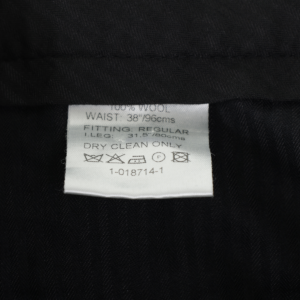 100% WOOL
WAIST: 38"/96cms
FITTING: REGULAR
I.LEG: 31.5"/80cms
DRY CLEAN ONLY
1-018714-1